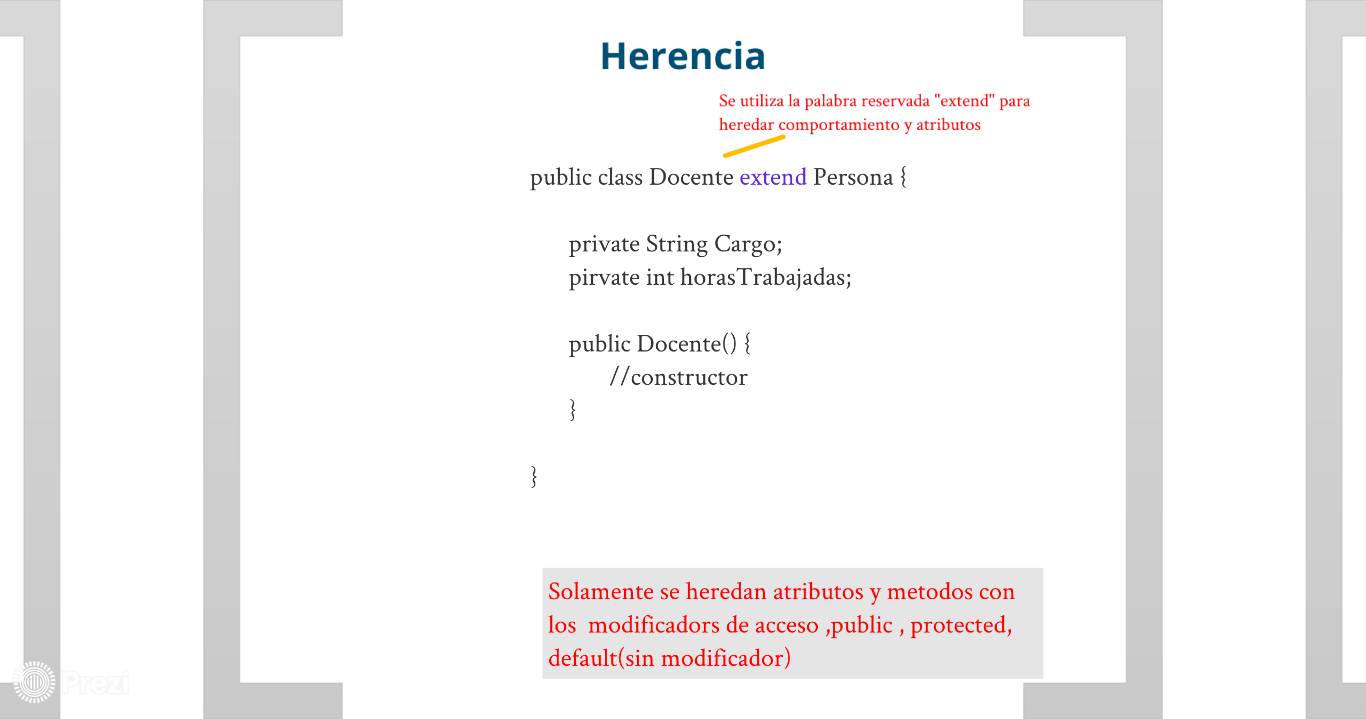 Herencia
Se utiliza la palabra reservada "extend" para
heredar comportamiento y atributos
public class Docente extend Persona {
private String Cargo;
pirvate int horasTrabajadas;
public Docente() {
//constructor
}
}
Solamente se heredan atributos y metodos con
los  modificadors de acceso ,public , protected,
default(sin modificador)
Prezi